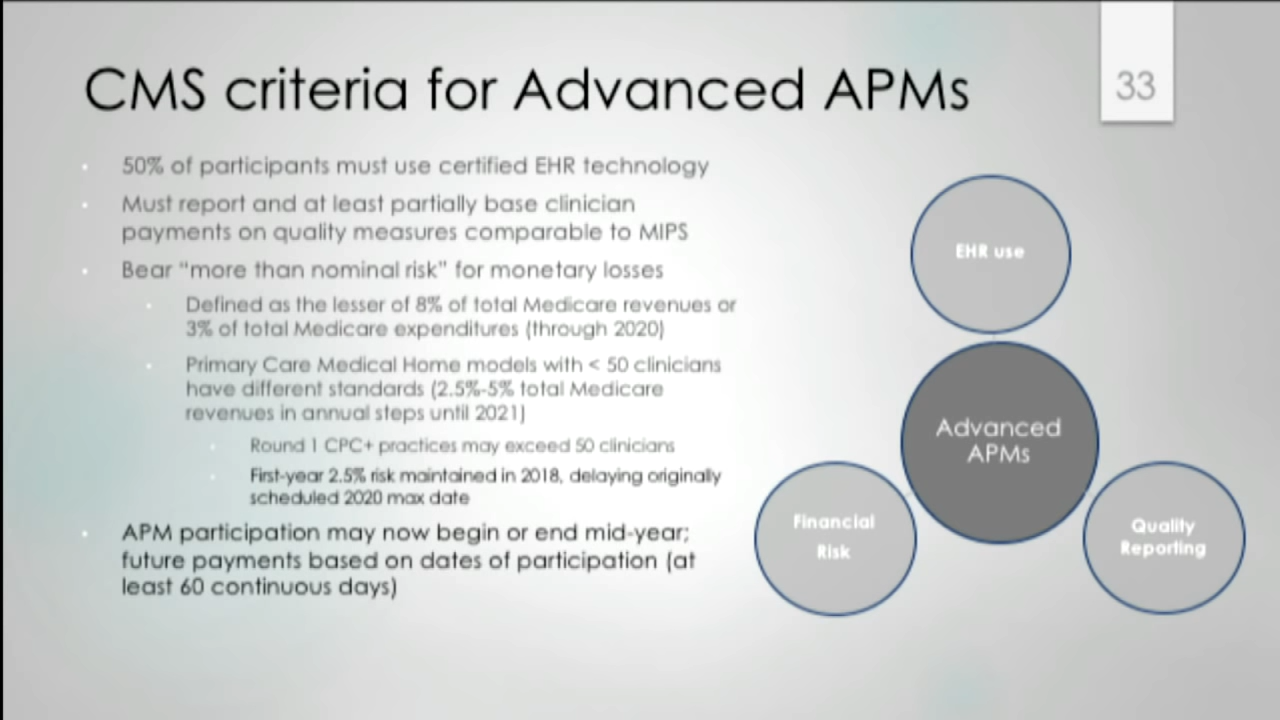 CMS criteria for Advanced APMs
33
50% of participants must use certified EHR technology
Must report and at least partially base clinician
payments on quality measures comparable to MIPS
Bear “more than nominal risk” for monetary losses
Defined as the lesser of 8% of total Medicare revenues or
3% of total Medicare expenditures (through 2020)
Primary Care Medical Home models with < 50 clinicians
have different standards (2.5%-5% total Medicare
revenues in annual steps until 2021)
Round 1 CPC+ practices may exceed 50 clinicians
First-year 2.5% risk maintained in 2018, delaying originally
scheduled 2020 max date
APM participation may now begin or end mid-year;
future payments based on dates of participation (at
least 60 continuous days)
EHR use
Advanced
APMs
Financial
Risk
Quality
Reporting